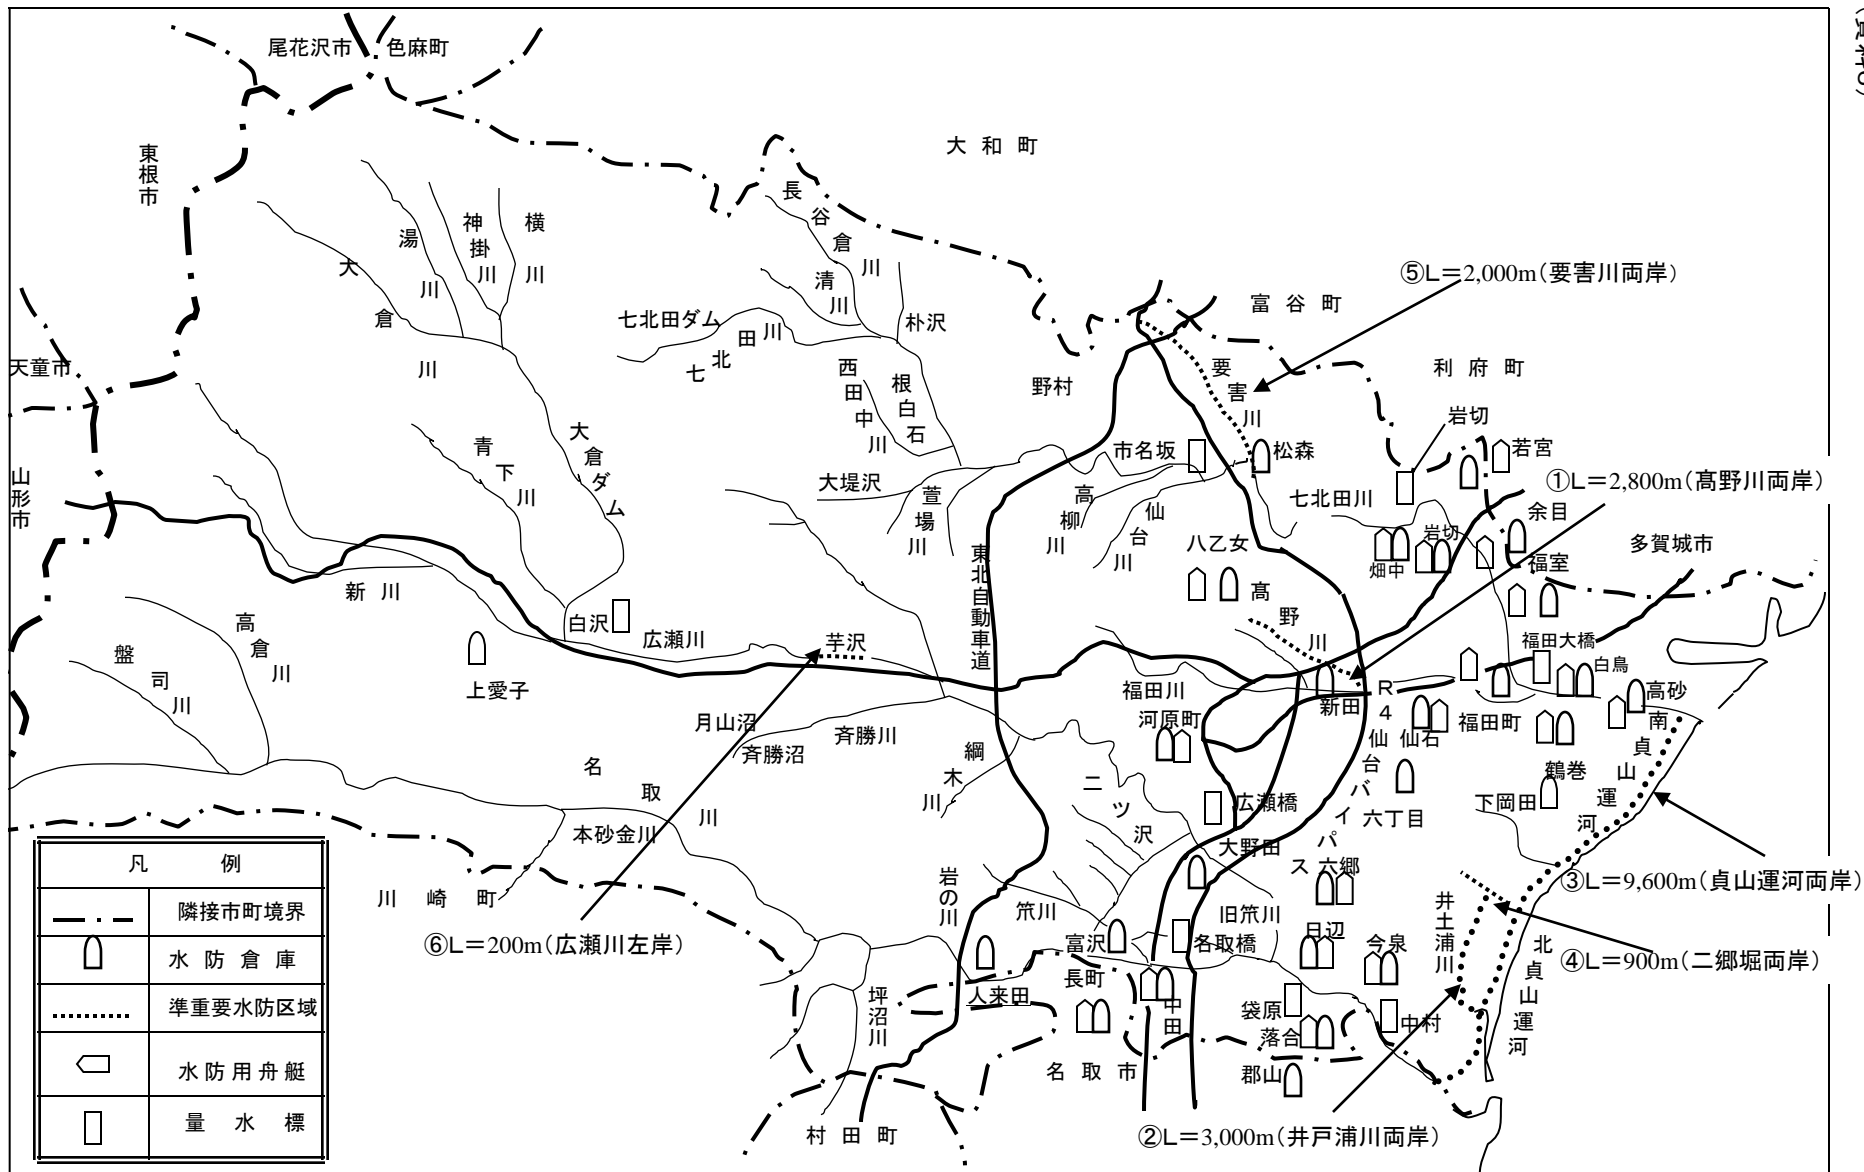 尾花沢市
色麻町
大和町
東根市
長谷倉川
横川
神掛川
湯川
大倉川
清川
朴沢
七北田ダム
七北田川
⑤L＝2,000m（要害川両岸）
富谷町
天童市
西田中川
根白石
野村
要害川
利府町
岩切
山形市
青下川
大倉ダム
大堤沢
萱場川
市名坂
高柳川
仙台川
松森
七北田川
若宮
①L＝2,800m（髙野川両岸）
余目
岩切
畑中
福室
多賀城市
八乙女
髙野川
東北自動車道
新川
白沢
広瀬川
芋沢
高倉川
盤司川
上愛子
福田大橋
白鳥
高砂
福田川
河原町
新田
R4仙台バイパス
仙石
福田町
月山沼
斉勝沼
斉勝川
綱木川
二ツ沢
南貞山運河
鶴巻
下岡田
名取川
本砂金川
広瀬橋
六丁目
大野田
六郷
③L＝9,600m（貞山運河両岸）
川崎町
岩の川
笊川
旧笊川
井土浦川
⑥L＝200m（広瀬川左岸）
富沢
名取橋
日辺
今泉
④L＝900m（二郷堀両岸）
北貞山運河
人来田
長町
坪沼川
中田
袋原
落合
中村
名取市
郡山
村田町
②L＝3,000m（井戸浦川両岸）
凡例
隣接市町境界
水防倉庫
準重要水防区域
水防用舟艇
量水標